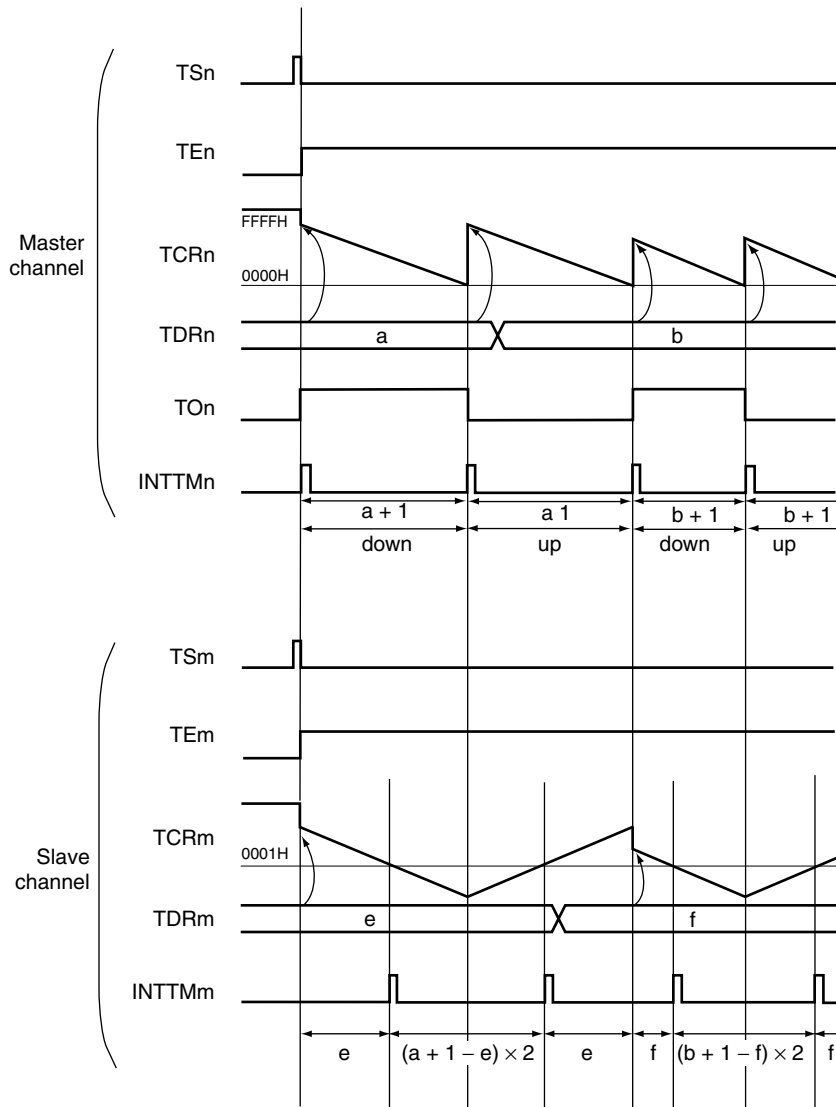 TSn
TEn
FFFFH
Master
channel
TCRn
0000H
TDRn
a
b
TOn
INTTMn
a + 1
a 1
b + 1
b + 1
down
up
down
up
TSm
TEm
TCRm
0001H
Slave
channel
TDRm
e
f
INTTMm
e
(a + 1 – e) × 2
e
f
(b + 1 – f) × 2
f